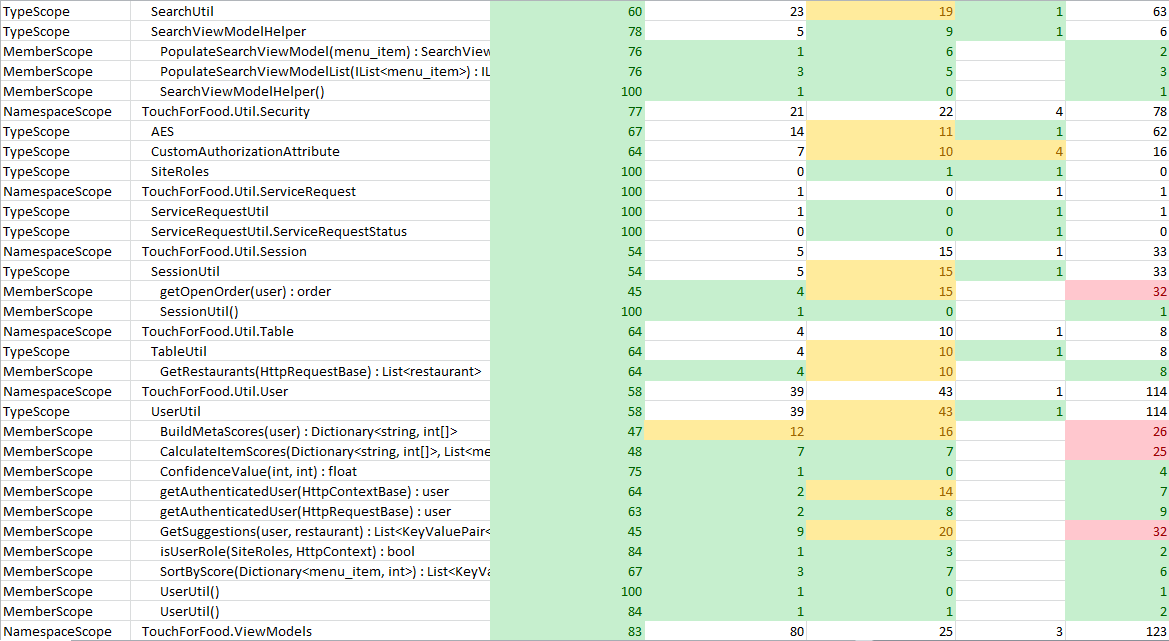 TypeScope SearchUtil 60 23 19 1 63
TypeScope SearchViewModelHelper 78 5 9 1 6
MemberScope PopulateSearchViewModel(menu_item) : SearchView 76 1 6 2
MemberScope PopulateSearchViewModelList(IList<menu_item>) : IL 76 3 5 3
MemberScope SearchViewModelHelper() 100 1 0 1
NamespaceScope TouchForFood.Util.Security 77 21 22 4 78
TypeScope AES 67 14 11 1 62
TypeScope CustomAuthorizationAttribute 64 7 10 4 16
TypeScope SiteRoles 100 0 1 1 0
NamespaceScope TouchForFood.Util.ServiceRequest 100 1 0 1 1
TypeScope ServiceRequestUtil 100 1 0 1 1
TypeScope ServiceRequestUtil.ServiceRequestStatus 100 0 0 1 0
NamespaceScope TouchForFood.Util.Session 54 5 15 1 33
TypeScope SessionUtil 54 5 15 1 33
MemberScope getOpenOrder(user) : order 45 4 15 32
MemberScope SessionUtil() 100 1 0 1
NamespaceScope TouchForFood.Util.Table 64 4 10 1 8
TypeScope TableUtil 64 4 10 1 8
MemberScope GetRestaurants(HttpRequestBase) : List<restaurant> 64 4 10 8
NamespaceScope TouchForFood.Util.User 58 39 43 1 114
TypeScope UserUtil 58 39 43 1 114
MemberScope BuildMetaScores(user) : Dictionary<string, int[]> 47 12 16 26
MemberScope CalculateItemScores(Dictionary<string, int[]>, List<me 48 7 7 25
MemberScope ConfidenceValue(int, int) : float 75 1 0 4
MemberScope getAuthenticatedUser(HttpContextBase) : user 64 2 14 7
MemberScope getAuthenticatedUser(HttpRequestBase) : user 63 2 8 9
MemberScope GetSuggestions(user, restaurant) : List<KeyValuePair< 45 9 20 32
MemberScope isUserRole(SiteRoles, HttpContext) : bool 84 1 3 2
MemberScope SortByScore(Dictionary<menu_item, int>) : List<KeyVa 67 3 7 6
MemberScope UserUtil() 100 1 0 1
MemberScope UserUtil() 84 1 1 2
NamespaceScope TouchForFood.ViewModels 83 80 25 3 123